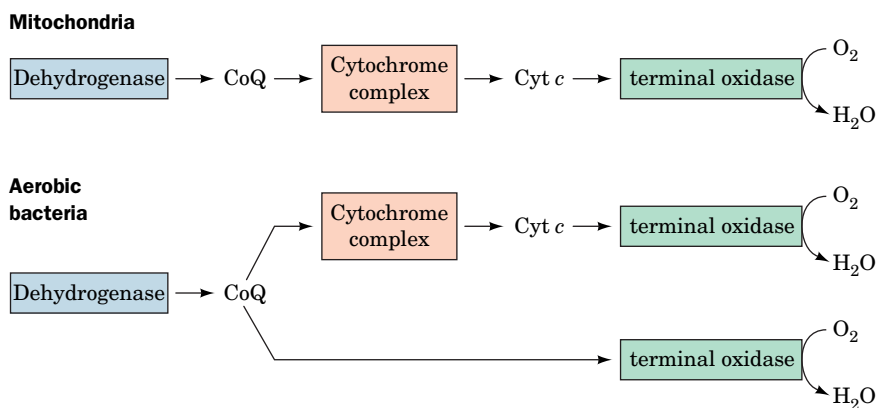 Mitochondria
Dehydrogenase
CoQ
Cytochrome
complex
Cyt c
terminal oxidase
O₂
H₂O
Aerobic
bacteria
Dehydrogenase
CoQ
Cytochrome
complex
Cyt c
terminal oxidase
O₂
H₂O
terminal oxidase
O₂
H₂O